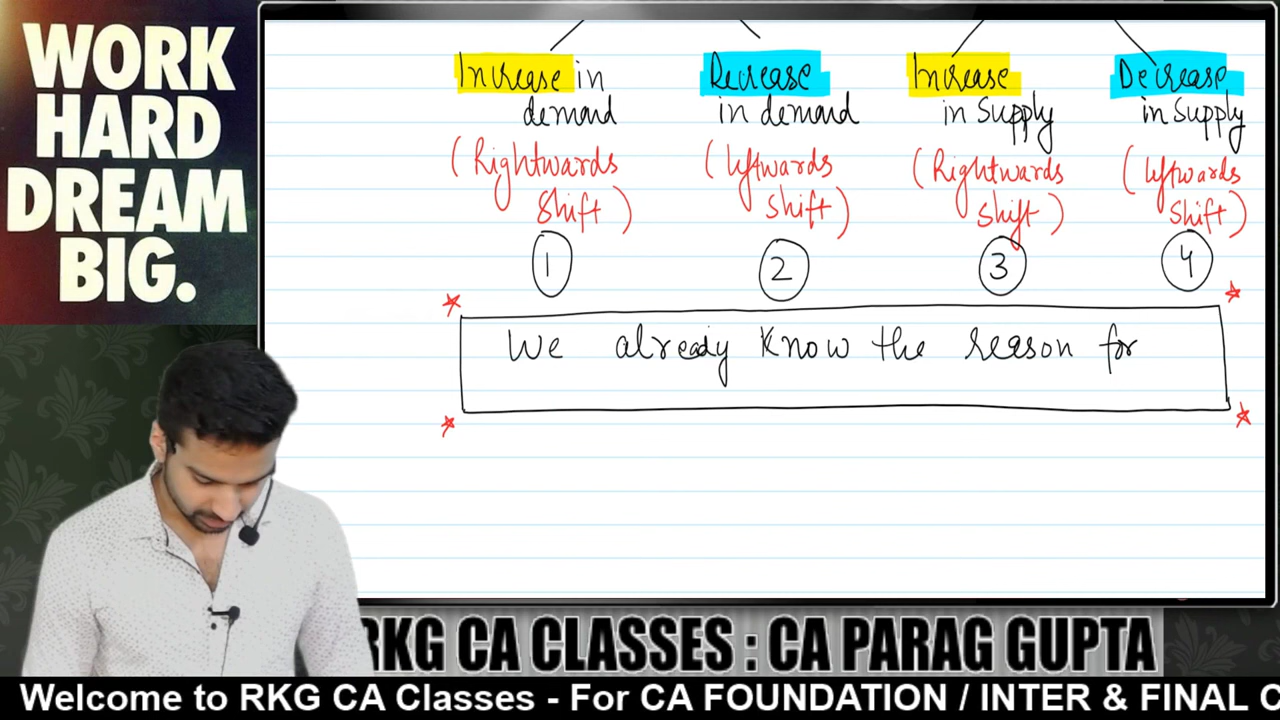 WORK
HARD
DREAM
BIG.
Increase in demand
(Rightwards shift)
1
Decrease in demand
(leftwards shift)
2
Increase in supply
(Rightwards shift)
3
Decrease in supply
(leftwards shift)
4
We already know the reason for
RKG CA CLASSES : CA PARAG GUPTA
Welcome to RKG CA Classes - For CA FOUNDATION / INTER & FINAL C